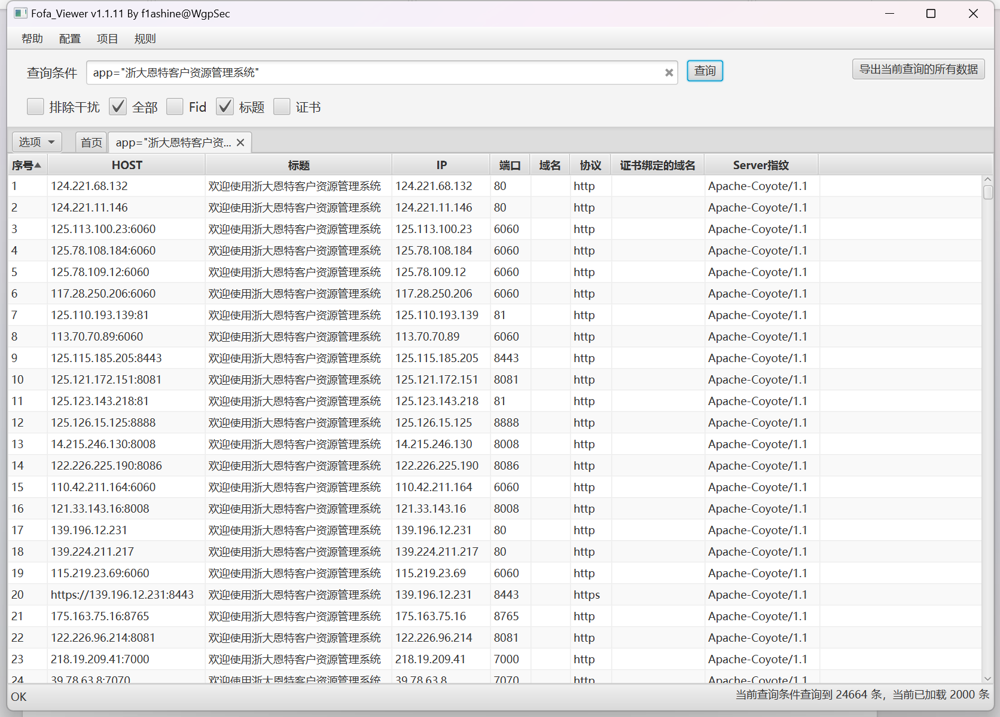 Fofa_Viewer v1.1.11 By f1ashine@WgpSec
帮助 配置 项目 规则
查询条件 app="浙大恩特客户资源管理系统" 查询 导出当前查询的所有数据
排除干扰 全部 Fid 标题 证书
选项 首页 app="浙大恩特客户资...
序号 HOST 标题 IP 端口 域名 协议 证书绑定的域名 Server指纹
1 124.221.68.132 欢迎使用浙大恩特客户资源管理系统 124.221.68.132 80 http Apache-Coyote/1.1
2 124.221.11.146 欢迎使用浙大恩特客户资源管理系统 124.221.11.146 80 http Apache-Coyote/1.1
3 125.113.100.23:6060 欢迎使用浙大恩特客户资源管理系统 125.113.100.23 6060 http Apache-Coyote/1.1
4 125.78.108.184:6060 欢迎使用浙大恩特客户资源管理系统 125.78.108.184 6060 http Apache-Coyote/1.1
5 125.78.109.12:6060 欢迎使用浙大恩特客户资源管理系统 125.78.109.12 6060 http Apache-Coyote/1.1
6 117.28.250.206:6060 欢迎使用浙大恩特客户资源管理系统 117.28.250.206 6060 http Apache-Coyote/1.1
7 125.110.193.139:81 欢迎使用浙大恩特客户资源管理系统 125.110.193.139 81 http Apache-Coyote/1.1
8 113.70.70.89:6060 欢迎使用浙大恩特客户资源管理系统 113.70.70.89 6060 http Apache-Coyote/1.1
9 125.115.185.205:8443 欢迎使用浙大恩特客户资源管理系统 125.115.185.205 8443 http Apache-Coyote/1.1
10 125.121.172.151:8081 欢迎使用浙大恩特客户资源管理系统 125.121.172.151 8081 http Apache-Coyote/1.1
11 125.123.143.218:81 欢迎使用浙大恩特客户资源管理系统 125.123.143.218 81 http Apache-Coyote/1.1
12 125.126.15.125:8888 欢迎使用浙大恩特客户资源管理系统 125.126.15.125 8888 http Apache-Coyote/1.1
13 14.215.246.130:8008 欢迎使用浙大恩特客户资源管理系统 14.215.246.130 8008 http Apache-Coyote/1.1
14 122.226.225.190:8086 欢迎使用浙大恩特客户资源管理系统 122.226.225.190 8086 http Apache-Coyote/1.1
15 110.42.211.164:6060 欢迎使用浙大恩特客户资源管理系统 110.42.211.164 6060 http Apache-Coyote/1.1
16 121.33.143.16:8008 欢迎使用浙大恩特客户资源管理系统 121.33.143.16 8008 http Apache-Coyote/1.1
17 139.196.12.231 欢迎使用浙大恩特客户资源管理系统 139.196.12.231 80 http Apache-Coyote/1.1
18 139.224.211.217 欢迎使用浙大恩特客户资源管理系统 139.224.211.217 80 http Apache-Coyote/1.1
19 115.219.23.69:6060 欢迎使用浙大恩特客户资源管理系统 115.219.23.69 6060 http Apache-Coyote/1.1
20 https://139.196.12.231:8443 欢迎使用浙大恩特客户资源管理系统 139.196.12.231 8443 https Apache-Coyote/1.1
21 175.163.75.16:8765 欢迎使用浙大恩特客户资源管理系统 175.163.75.16 8765 http Apache-Coyote/1.1
22 122.226.96.214:8081 欢迎使用浙大恩特客户资源管理系统 122.226.96.214 8081 http Apache-Coyote/1.1
23 218.19.209.41:7000 欢迎使用浙大恩特客户资源管理系统 218.19.209.41 7000 http Apache-Coyote/1.1
24 39.78.63.8:7070 欢迎使用浙大恩特客户资源管理系统 39.78.63.8 7070 http Apache-Coyote/1.1
OK 当前查询条件查询到 24664 条，当前已加载 2000 条